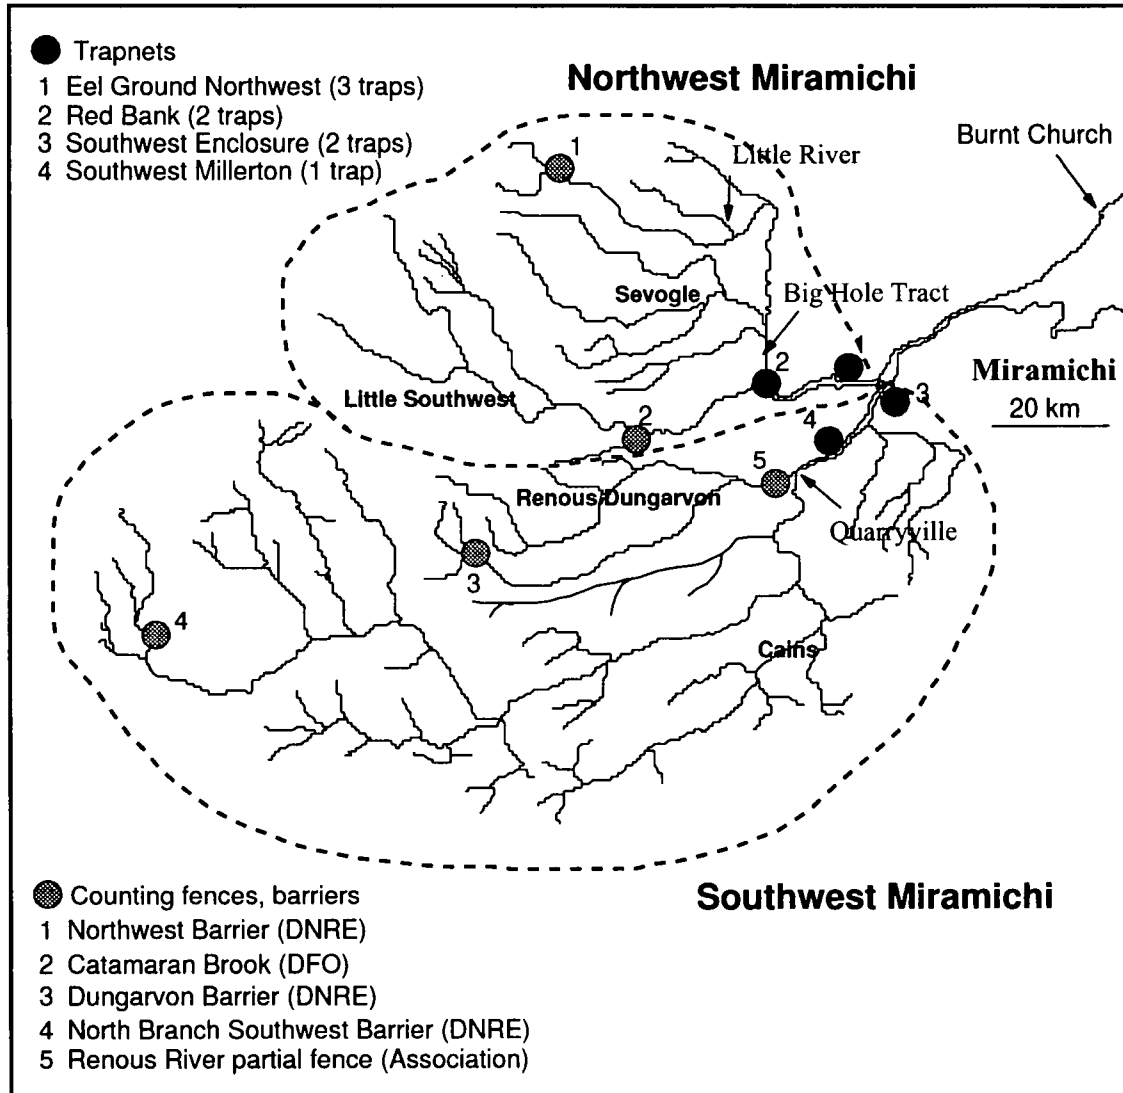 Trapnets
1 Eel Ground Northwest (3 traps)
2 Red Bank (2 traps)
3 Southwest Enclosure (2 traps)
4 Southwest Millerton (1 trap)
Northwest Miramichi
Burnt Church
1
Little River
Sevogle
Big Hole Tract
2
Miramichi
20 km
3
Little Southwest
2
4
5
Renous/Dungarvon
Quarryville
3
4
Cains
Southwest Miramichi
Counting fences, barriers
1 Northwest Barrier (DNRE)
2 Catamaran Brook (DFO)
3 Dungarvon Barrier (DNRE)
4 North Branch Southwest Barrier (DNRE)
5 Renous River partial fence (Association)